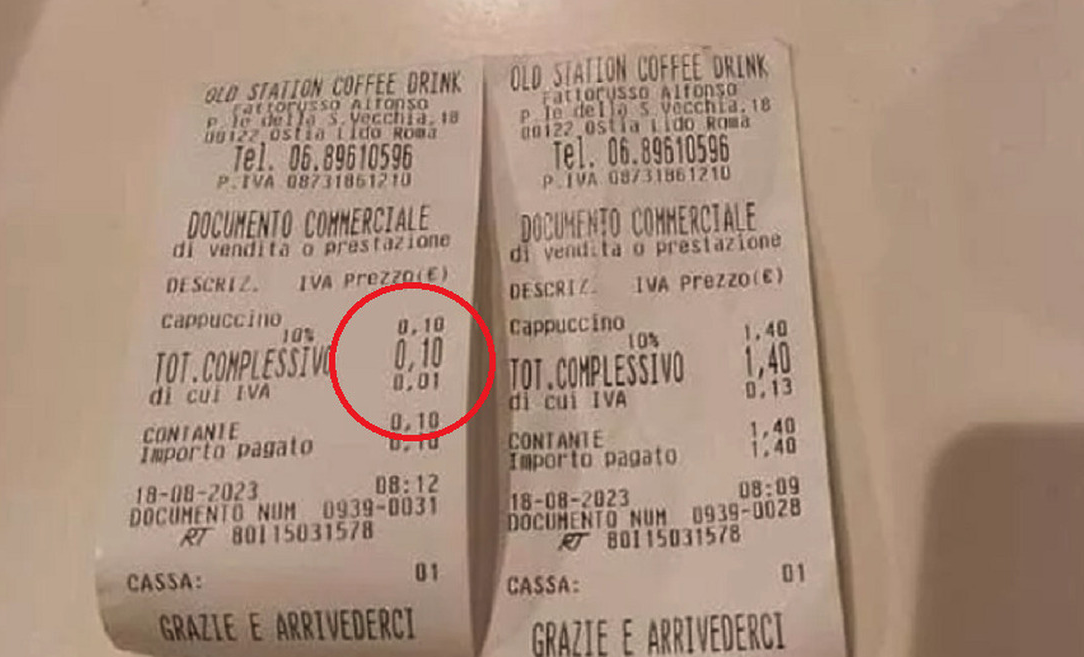 OLD STATION COFFEE DRINK
Fattorusso Alfonso
P.le della S.Vecchia,18
00122 Ostia Lido Roma
Tel. 06.89610596
P.IVA 08731861210
DOCUMENTO COMMERCIALE
di vendita o prestazione
DESCRIZ. IVA Prezzo(€)
Cappuccino 0,10
10%
TOT.COMPLESSIVO 0,10
di cui IVA 0,01
CONTANTE 0,10
Importo pagato 0,10
18-08-2023 08:12
DOCUMENTO NUM 0939-0031
RT 80115031578
CASSA: 01
GRAZIE E ARRIVEDERCI
OLD STATION COFFEE DRINK
Fattorusso Alfonso
P.le della S.Vecchia,18
00122 Ostia Lido Roma
Tel. 06.89610596
P.IVA 08731861210
DOCUMENTO COMMERCIALE
di vendita o prestazione
DESCRIZ. IVA Prezzo(€)
Cappuccino 1,40
10%
TOT.COMPLESSIVO 1,40
di cui IVA 0,13
CONTANTE 1,40
Importo pagato 1,40
18-08-2023 08:09
DOCUMENTO NUM 0939-0028
RT 80115031578
CASSA: 01
GRAZIE E ARRIVEDERCI